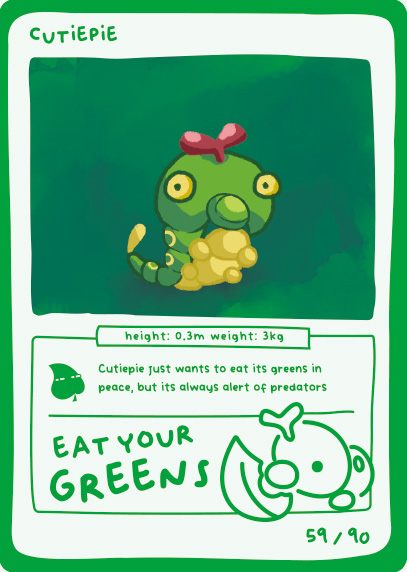 CUTiEPiE
height: 0.3m weight: 3kg
Cutiepie just wants to eat its greens in
peace, but its always alert of predators
EAT YOUR
GREENS
59/90